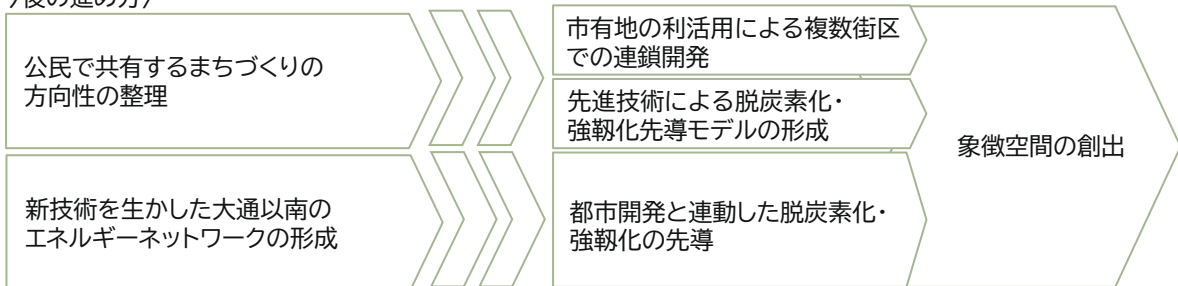 公民で共有するまちづくりの
方向性の整理
市有地の利活用による複数街区
での連鎖開発
先進技術による脱炭素化・
強靱化先導モデルの形成
新技術を生かした大通以南の
エネルギーネットワークの形成
都市開発と連動した脱炭素化・
強靱化の先導
象徴空間の創出